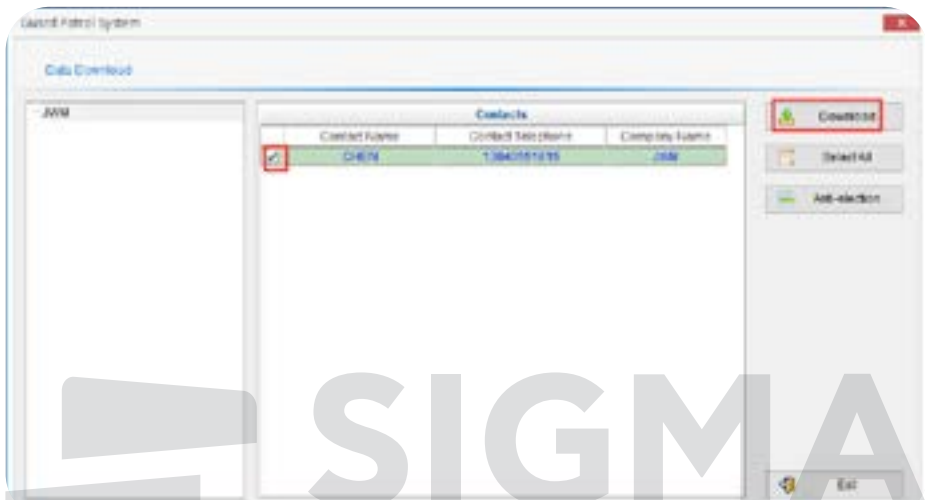 Guard Patrol System
Data Download
JWM
Contacts
Contact Name Contact Telephone Company Name
CHEN JWM
Download
Select All
Anti-election
Exit
SIGMA